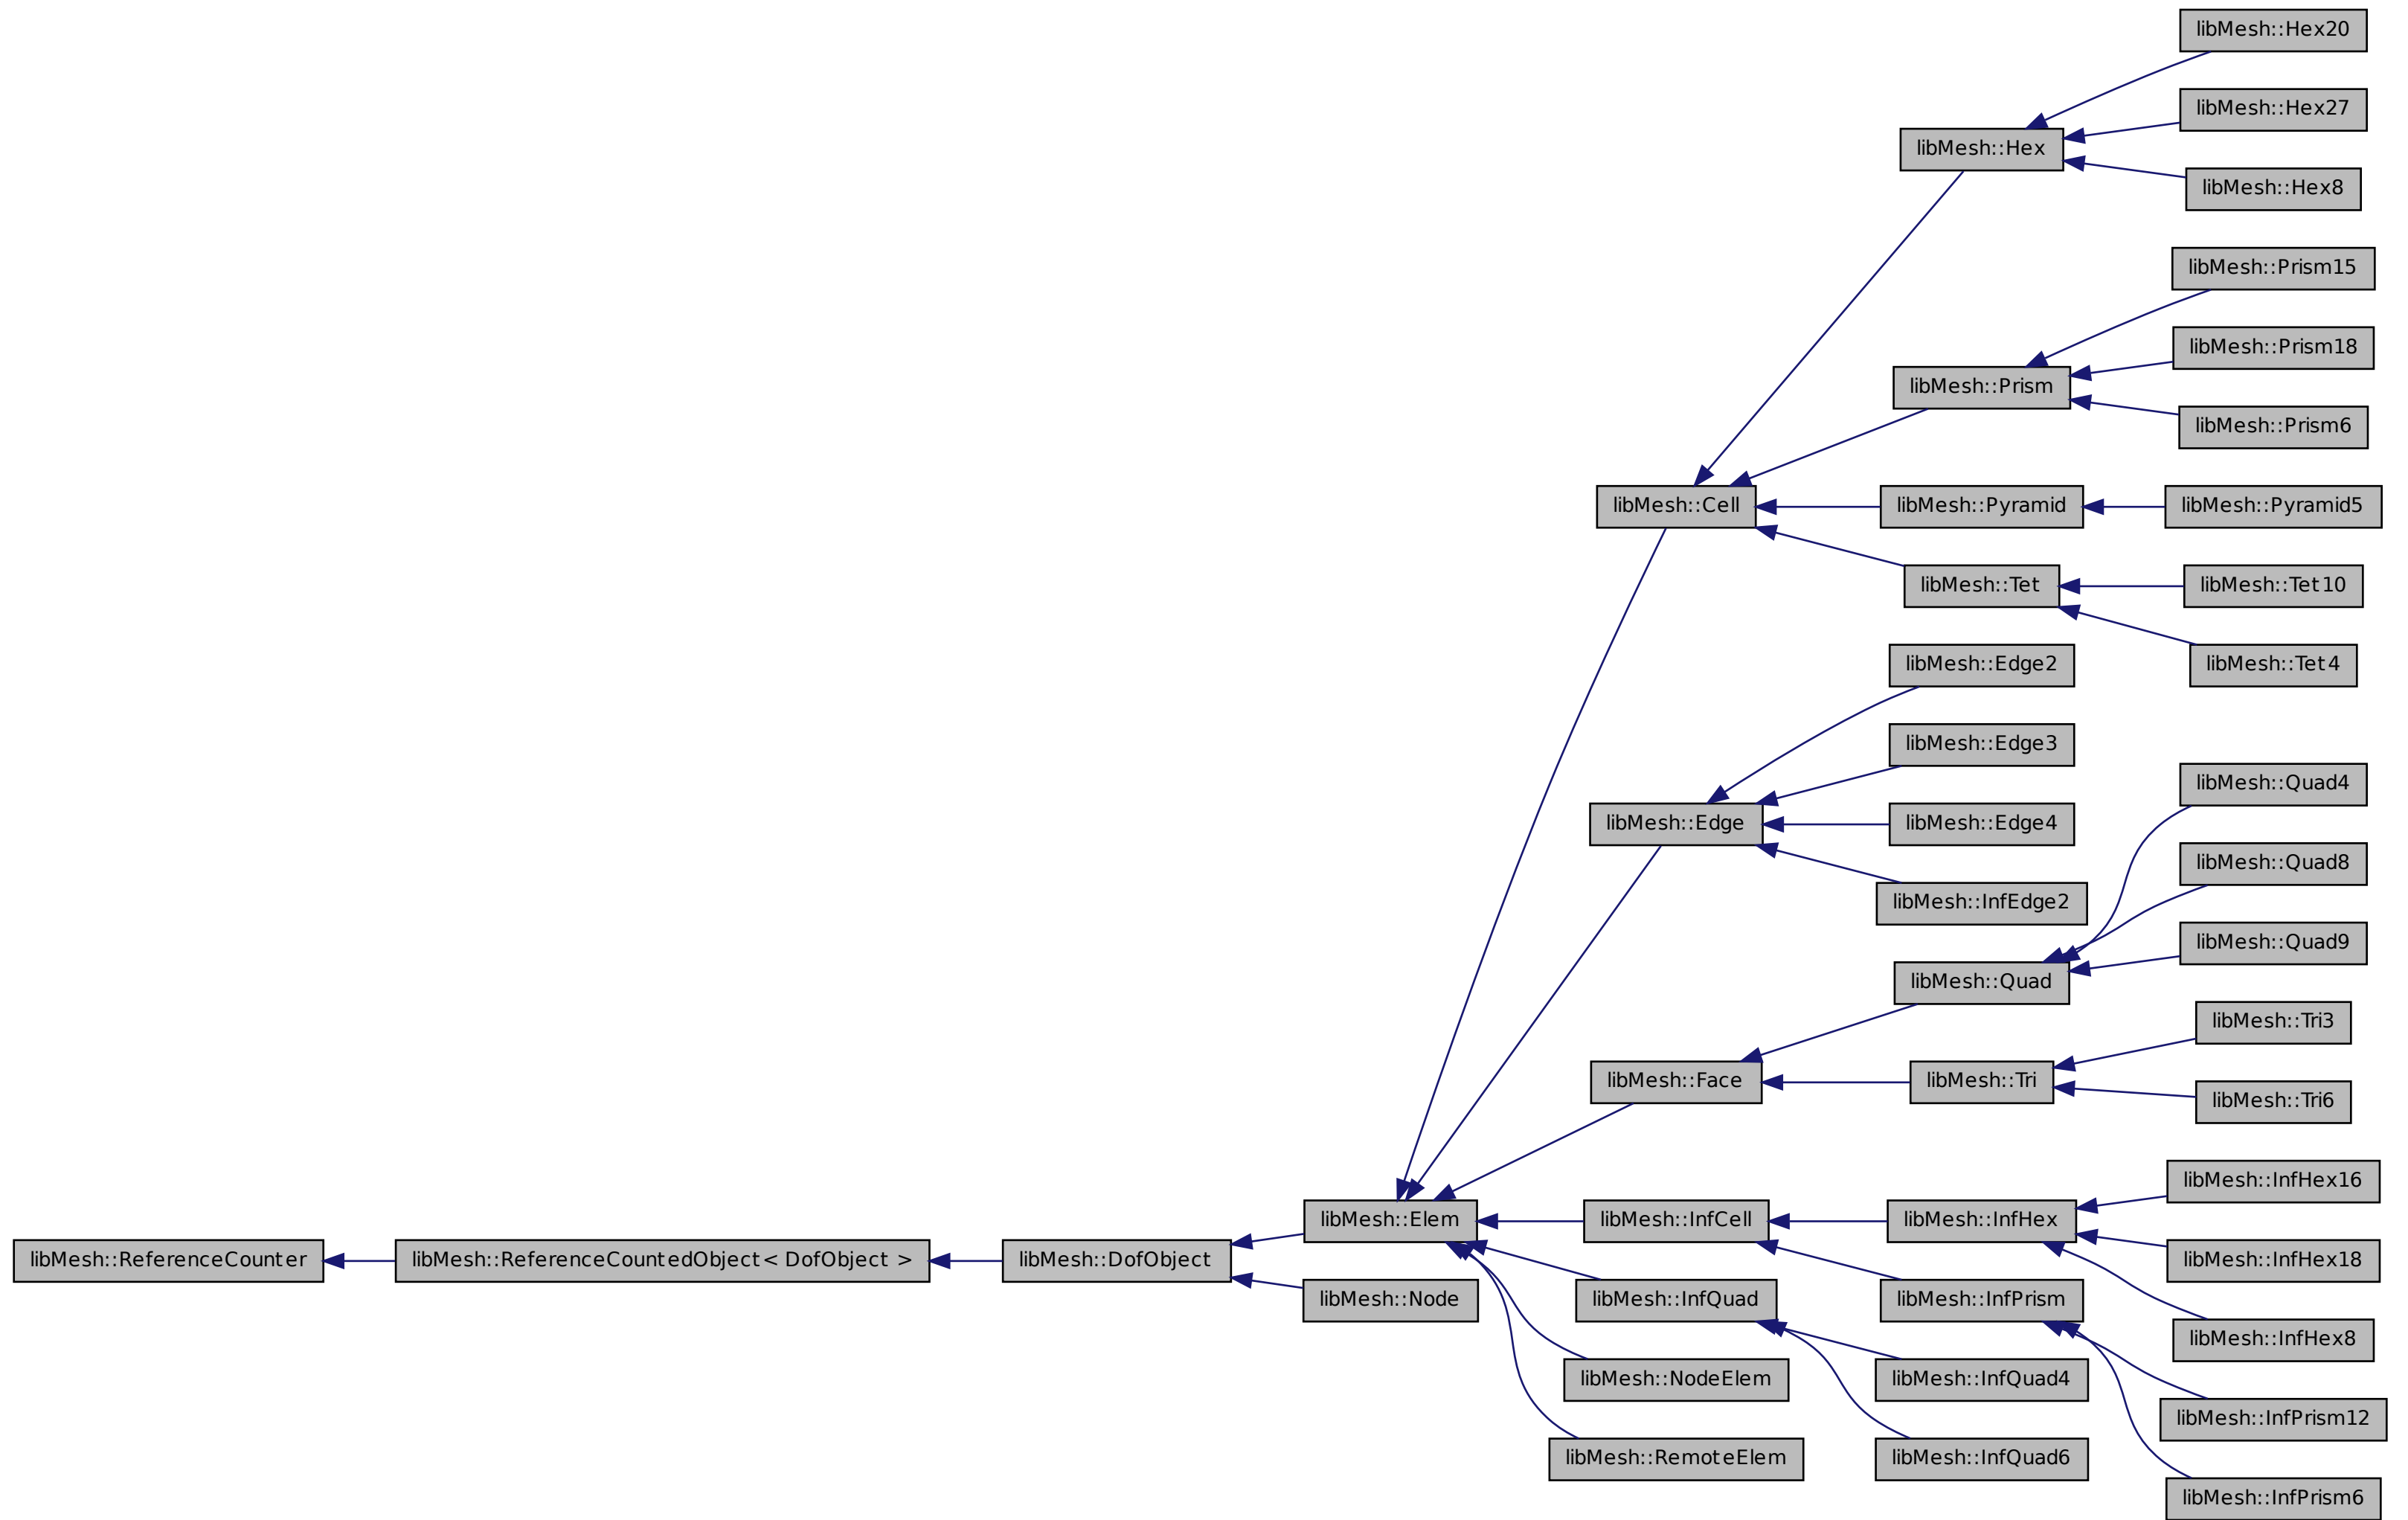 libMesh::Hex20
libMesh::Hex27
libMesh::Hex
libMesh::Hex8
libMesh::Prism15
libMesh::Prism18
libMesh::Prism
libMesh::Prism6
libMesh::Cell
libMesh::Pyramid
libMesh::Pyramid5
libMesh::Tet
libMesh::Tet10
libMesh::Edge2
libMesh::Tet4
libMesh::Edge3
libMesh::Quad4
libMesh::Edge
libMesh::Edge4
libMesh::Quad8
libMesh::InfEdge2
libMesh::Quad9
libMesh::Quad
libMesh::Tri3
libMesh::Face
libMesh::Tri
libMesh::Tri6
libMesh::InfHex16
libMesh::Elem
libMesh::InfCell
libMesh::InfHex
libMesh::ReferenceCounter
libMesh::ReferenceCountedObject< DofObject >
libMesh::DofObject
libMesh::InfHex18
libMesh::Node
libMesh::InfQuad
libMesh::InfPrism
libMesh::InfHex8
libMesh::NodeElem
libMesh::InfQuad4
libMesh::InfPrism12
libMesh::RemoteElem
libMesh::InfQuad6
libMesh::InfPrism6